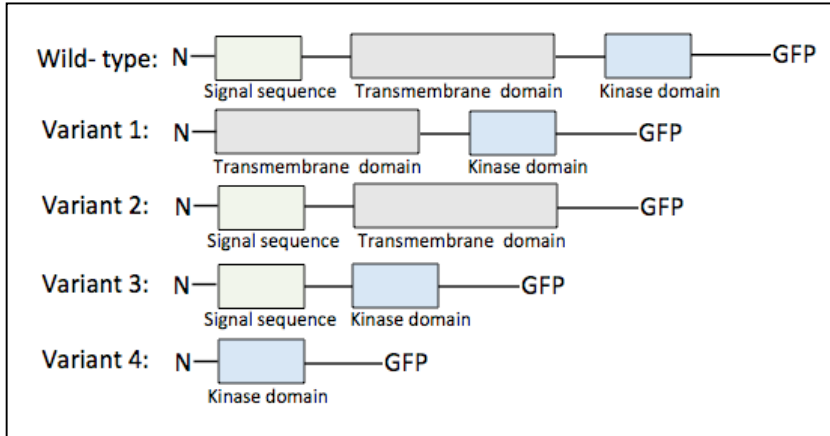 Wild- type: N GFP
Signal sequence Transmembrane domain Kinase domain
Variant 1: N GFP
Transmembrane domain Kinase domain
Variant 2: N GFP
Signal sequence Transmembrane domain
Variant 3: N GFP
Signal sequence Kinase domain
Variant 4: N GFP
Kinase domain